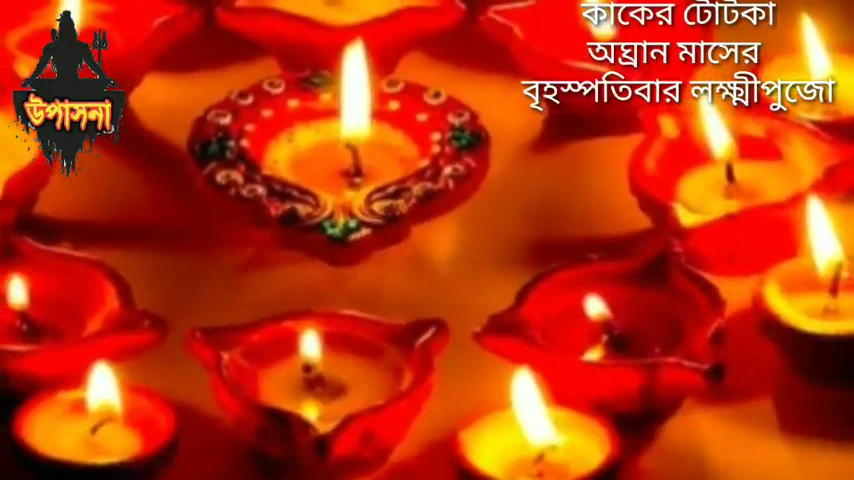 উপাসনা
কাকের টোটকা
অঘ্রান মাসের
বৃহস্পতিবার লক্ষ্মীপুজো